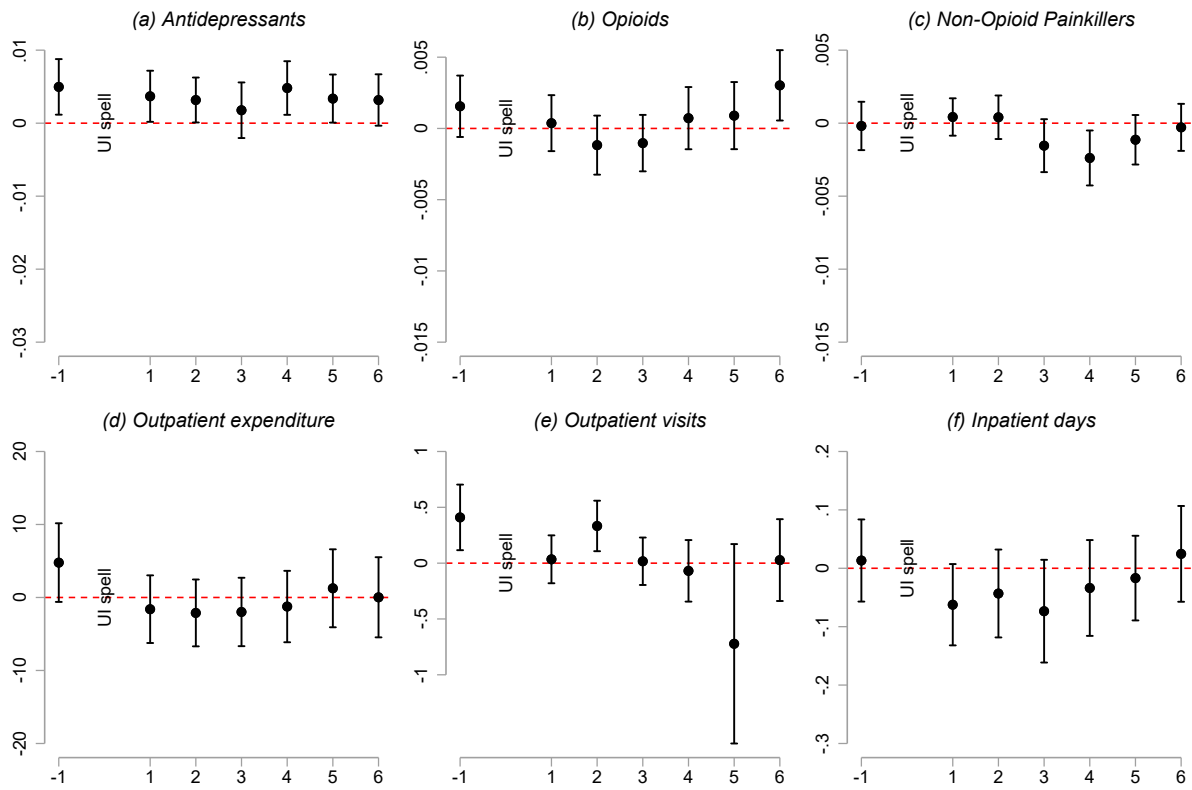 (a) Antidepressants
.01
0
-.01
-.02
-.03
UI spell
-1 1 2 3 4 5 6
(b) Opioids
.005
0
-.005
-.01
-.015
UI spell
-1 1 2 3 4 5 6
(c) Non-Opioid Painkillers
.005
0
-.005
-.01
-.015
UI spell
-1 1 2 3 4 5 6
(d) Outpatient expenditure
20
10
0
-10
-20
UI spell
-1 1 2 3 4 5 6
(e) Outpatient visits
1
.5
0
-.5
-1
UI spell
-1 1 2 3 4 5 6
(f) Inpatient days
.2
.1
0
-.1
-.2
-.3
UI spell
-1 1 2 3 4 5 6